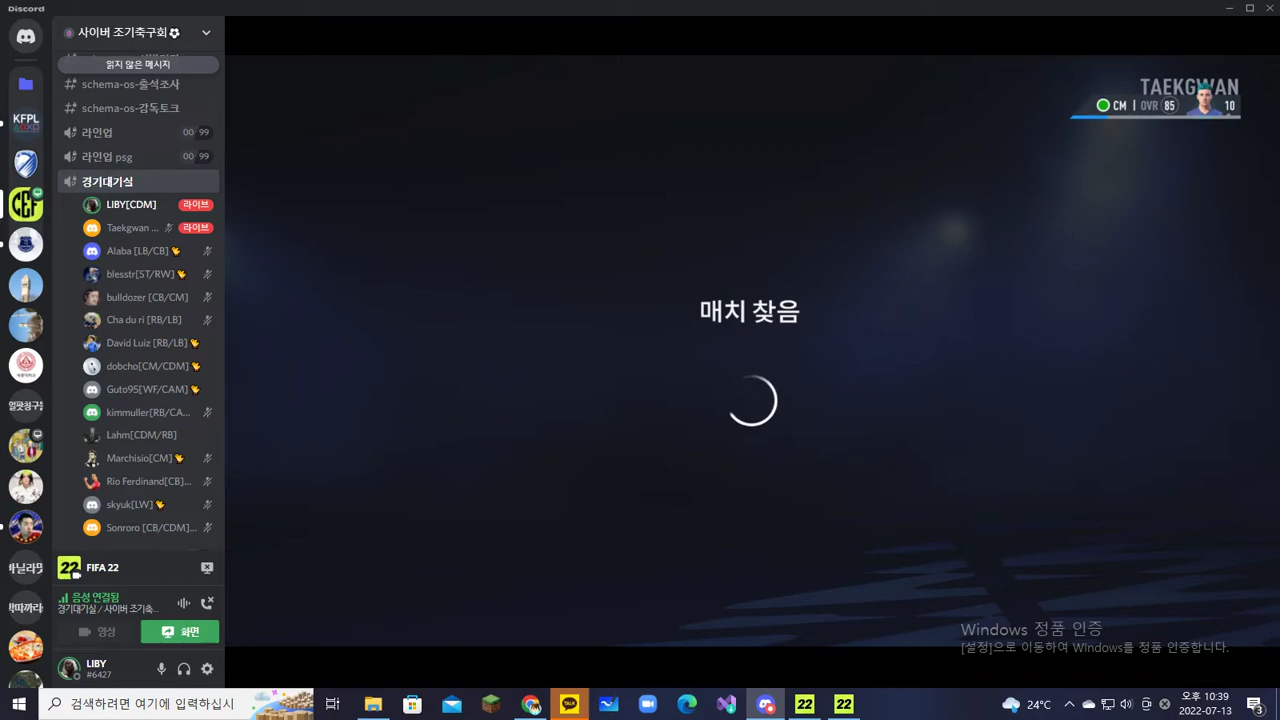 Discord
사이버 조기축구회⚽
읽지 않은 메시지
# schema-os-출석조사
# schema-os-감독토크
라인업 00 99
라인업 psg 00 99
경기대기실
LIBY[CDM] 라이브
Taekgwan ... 라이브
Alaba [LB/CB]
blesstr[ST/RW]
bulldozer [CB/CM]
Cha du ri [RB/LB]
David Luiz [RB/LB]
dobcho[CM/CDM]
Guto95[WF/CAM]
kimmuller[RB/CA...
Lahm[CDM/RB]
Marchisio[CM]
Rio Ferdinand[CB]...
skyuk[LW]
Sonroro [CB/CDM]...
22 FIFA 22
음성 연결됨
경기대기실 / 사이버 조기축...
영상 화면
LIBY
#6427
KFPL
CEF
TAEKGWAN
CM | OVR 85 10
매치 찾음
Windows 정품 인증
[설정]으로 이동하여 Windows를 정품 인증합니다.
검색하려면 여기에 입력하십시
TALK
22
22
24°C
오후 10:39
2022-07-13
3